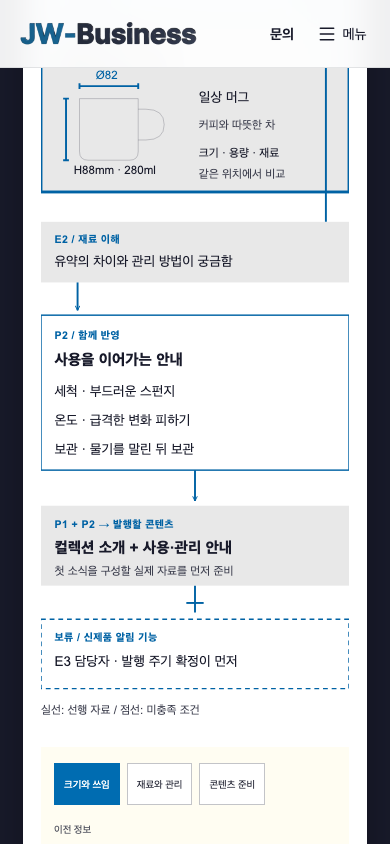 JW-Business
문의
메뉴
Ø82
H88mm · 280ml
일상 머그
커피와 따뜻한 차
크기 · 용량 · 재료
같은 위치에서 비교
E2 / 재료 이해
유약의 차이와 관리 방법이 궁금함
P2 / 함께 반영
사용을 이어가는 안내
세척 · 부드러운 스펀지
온도 · 급격한 변화 피하기
보관 · 물기를 말린 뒤 보관
P1 + P2 → 발행할 콘텐츠
컬렉션 소개 + 사용·관리 안내
첫 소식을 구성할 실제 자료를 먼저 준비
보류 / 신제품 알림 기능
E3 담당자 · 발행 주기 확정이 먼저
실선: 선행 자료 / 점선: 미충족 조건
크기와 쓰임
재료와 관리
콘텐츠 준비
이전 정보